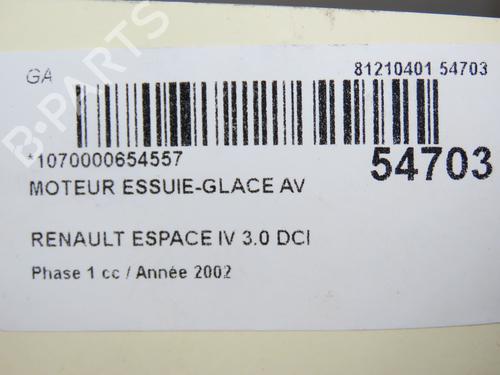 GA
81210401 54703
*1070000654557
54703
MOTEUR ESSUIE-GLACE AV
RENAULT ESPACE IV 3.0 DCI
Phase 1 cc / Année 2002
B-PARTS